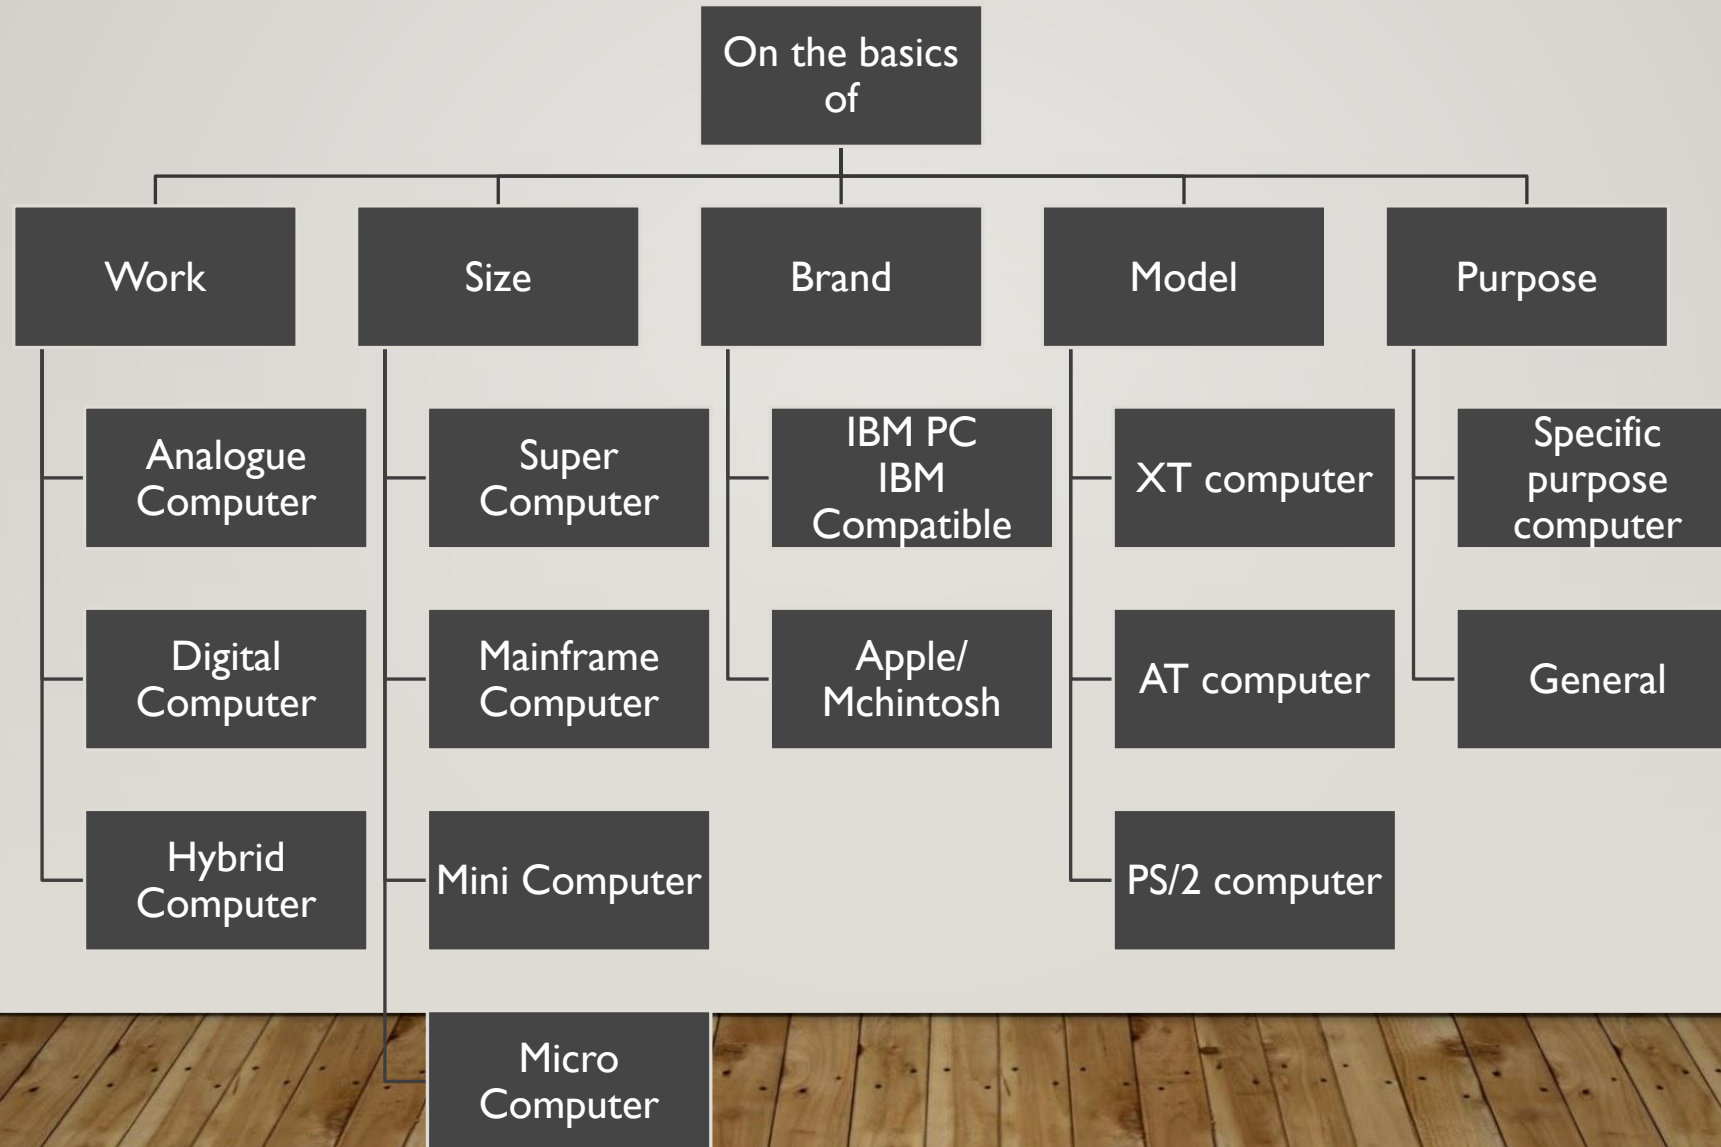 On the basics
of
Work
Size
Brand
Model
Purpose
Analogue
Computer
Super
Computer
IBM PC
IBM
Compatible
XT computer
Specific
purpose
computer
Digital
Computer
Mainframe
Computer
Apple/
Mchintosh
AT computer
General
Hybrid
Computer
Mini Computer
PS/2 computer
Micro
Computer